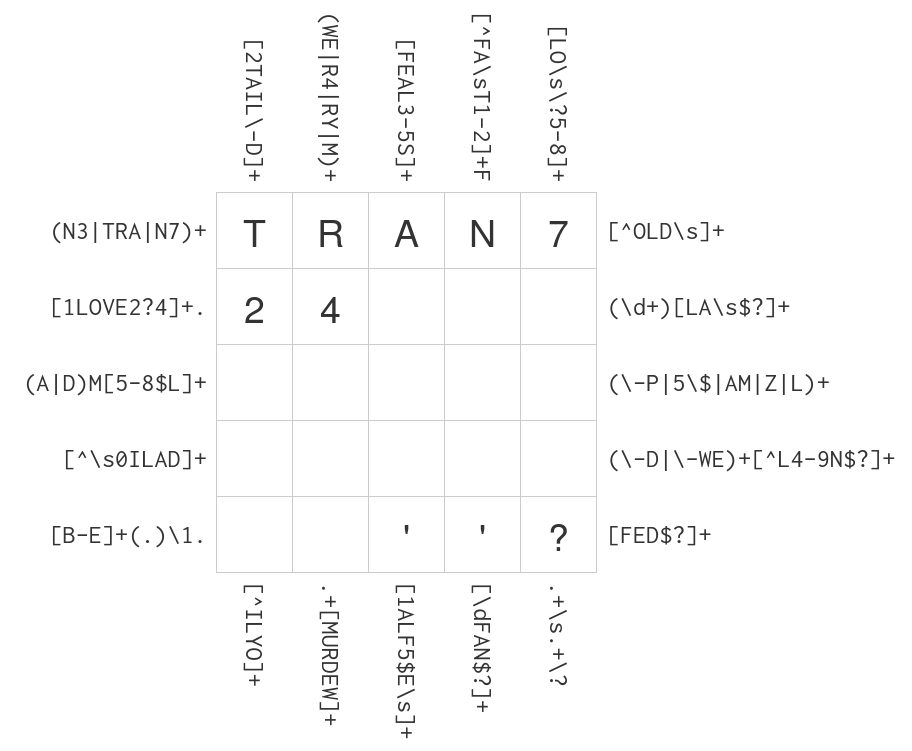 [2TAIL\-D]+
(WE|R4|RY|M)+
[FEAL3-5S]+
[^FA\sT1-2]+F
[LO\s\?5-8]+
(N3|TRA|N7)+ T R A N 7 [^OLD\s]+
[1LOVE2?4]+. 2 4 (\d+)[LA\s$?]+
(A|D)M[5-8$L]+ (\-P|5\$|AM|Z|L)+
[^\s0ILAD]+ (\-D|\-WE)+[^L4-9N$?]+
[B-E]+(.)\1. ' ' ? [FED$?]+
[^ILYO]+
.+[MURDEW]+
[1ALF5$E\s]+
[\dFAN$?]+
.+\s.+\?